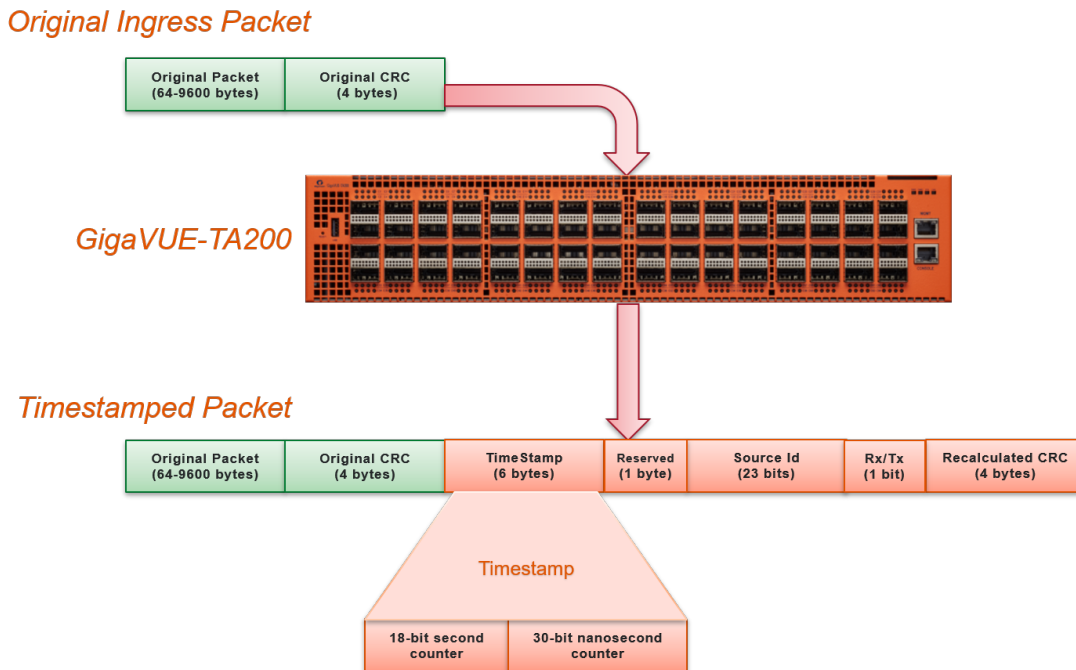 Original Ingress Packet
Original Packet
(64-9600 bytes)
Original CRC
(4 bytes)
GigaVUE-TA200
CONSOLE
Timestamped Packet
Original Packet
(64-9600 bytes)
Original CRC
(4 bytes)
TimeStamp
(6 bytes)
Reserved
(1 byte)
Source Id
(23 bits)
Rx/Tx
(1 bit)
Recalculated CRC
(4 bytes)
Timestamp
18-bit second
counter
30-bit nanosecond
counter